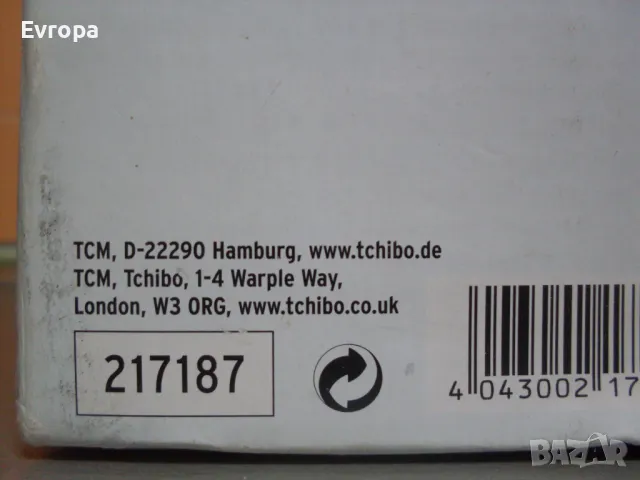 Evropa
TCM, D-22290 Hamburg, www.tchibo.de
TCM, Tchibo, 1-4 Warple Way,
London, W3 ORG, www.tchibo.co.uk
217187
4 043002 17
BAZAR